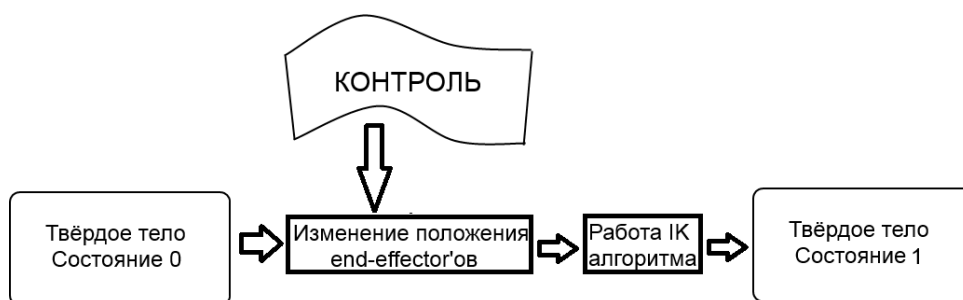 КОНТРОЛЬ
Твёрдое тело
Состояние 0
Изменение положения
end-effector'ов
Работа IK
алгоритма
Твёрдое тело
Состояние 1